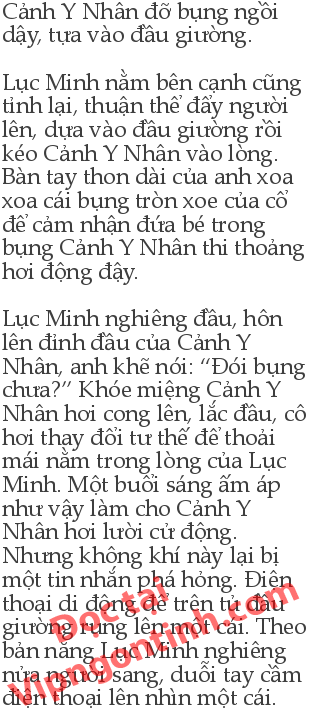 Cảnh Y Nhân đỡ bụng ngồi
dậy, tựa vào đầu giường.
Lục Minh nằm bên cạnh cũng
tỉnh lại, thuận thể đẩy người
lên, dựa vào đầu giường rồi
kéo Cảnh Y Nhân vào lòng.
Bàn tay thon dài của anh xoa
xoa cái bụng tròn xoe của cổ
để cảm nhận đứa bé trong
bụng Cảnh Y Nhân thi thoảng
hơi động đậy.
Lục Minh nghiêng đầu, hôn
lên đỉnh đầu của Cảnh Y
Nhân, anh khẽ nói: “Đói bụng
chưa?” Khóe miệng Cảnh Y
Nhân hơi cong lên, lắc đầu, cô
hơi thay đổi tư thế để thoải
mái nằm trong lòng của Lục
Minh. Một buổi sáng ấm áp
như vậy làm cho Cảnh Y
Nhân hơi lười cử động.
Nhưng không khí này lại bị
một tin nhắn phá hỏng. Điện
thoại di động để trên tủ đầu
giường rung lên một cái. Theo
bản năng Lục Minh nghiêng
nửa người sang, duỗi tay cầm
điện thoại lên nhìn một cái.
Đọc tại
Vipngontinh.com